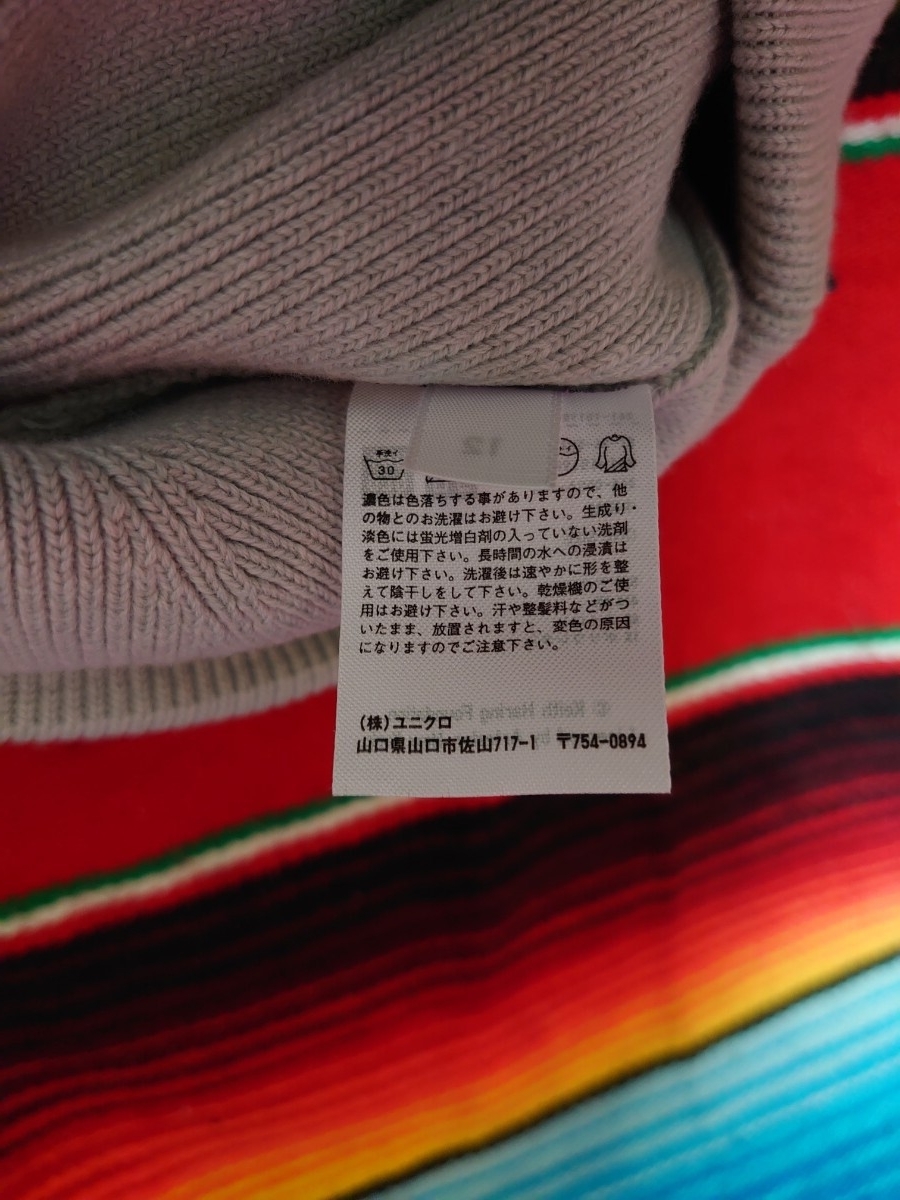 手洗イ
30
12
濃色は色落ちする事がありますので、他
の物とのお洗濯はお避け下さい。生成り・
淡色には蛍光増白剤の入っていない洗剤
をご使用下さい。長時間の水への浸漬は
お避け下さい。洗濯後は速やかに形を整
えて陰干しをして下さい。乾燥機のご使
用はお避け下さい。汗や整髪料などがつ
いたまま、放置されますと、変色の原因
になりますのでご注意下さい。
© Keith Haring Foundation
(株)ユニクロ
山口県山口市佐山717-1 〒754-0894